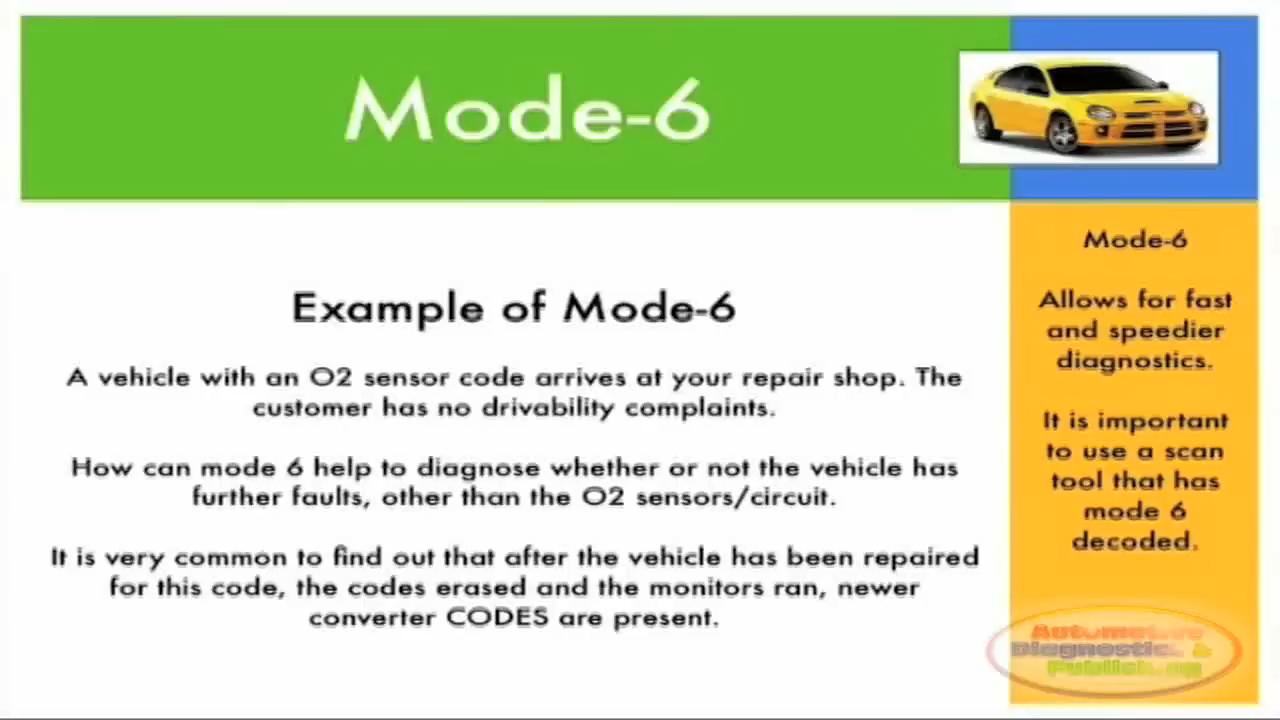 Mode-6
Example of Mode-6
A vehicle with an O2 sensor code arrives at your repair shop. The
customer has no drivability complaints.
How can mode 6 help to diagnose whether or not the vehicle has
further faults, other than the O2 sensors/circuit.
It is very common to find out that after the vehicle has been repaired
for this code, the codes erased and the monitors ran, newer
converter CODES are present.
Mode-6
Allows for fast
and speedier
diagnostics.
It is important
to use a scan
tool that has
mode 6
decoded.
Diagnostic. &